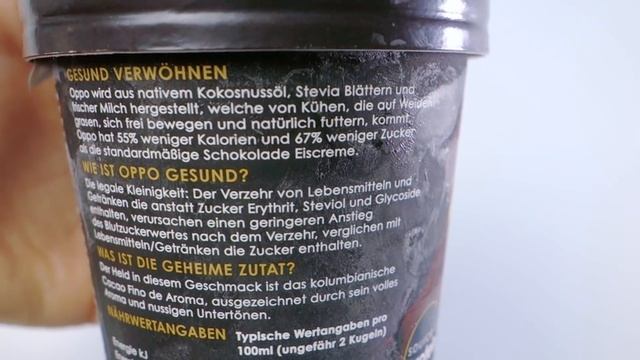 GESUND VERWÖHNEN
Oppo wird aus nativem Kokosnussöl, Stevia Blättern und
frischer Milch hergestellt, welche von Kühen, die auf Weiden
grasen, sich frei bewegen und natürlich futtern, kommt.
Oppo hat 55% weniger Kalorien und 67% weniger Zucker
als die standardmäßige Schokolade Eiscreme.
WIE IST OPPO GESUND?
Die legale Kleinigkeit: Der Verzehr von Lebensmitteln und
Getränken die anstatt Zucker Erythrit, Steviol und Glycoside
enthalten, verursachen einen geringeren Anstieg
des Blutzuckerwertes nach dem Verzehr, verglichen mit
Lebensmitteln/Getränken die Zucker enthalten.
WAS IST DIE GEHEIME ZUTAT?
Der Held in diesem Geschmack ist das kolumbianische
Cacao Fino de Aroma, ausgezeichnet durch sein volles
Aroma und nussigen Untertönen.
NÄHRWERTANGABEN Typische Wertangaben pro
100ml (ungefähr 2 Kugeln)
Energie kJ